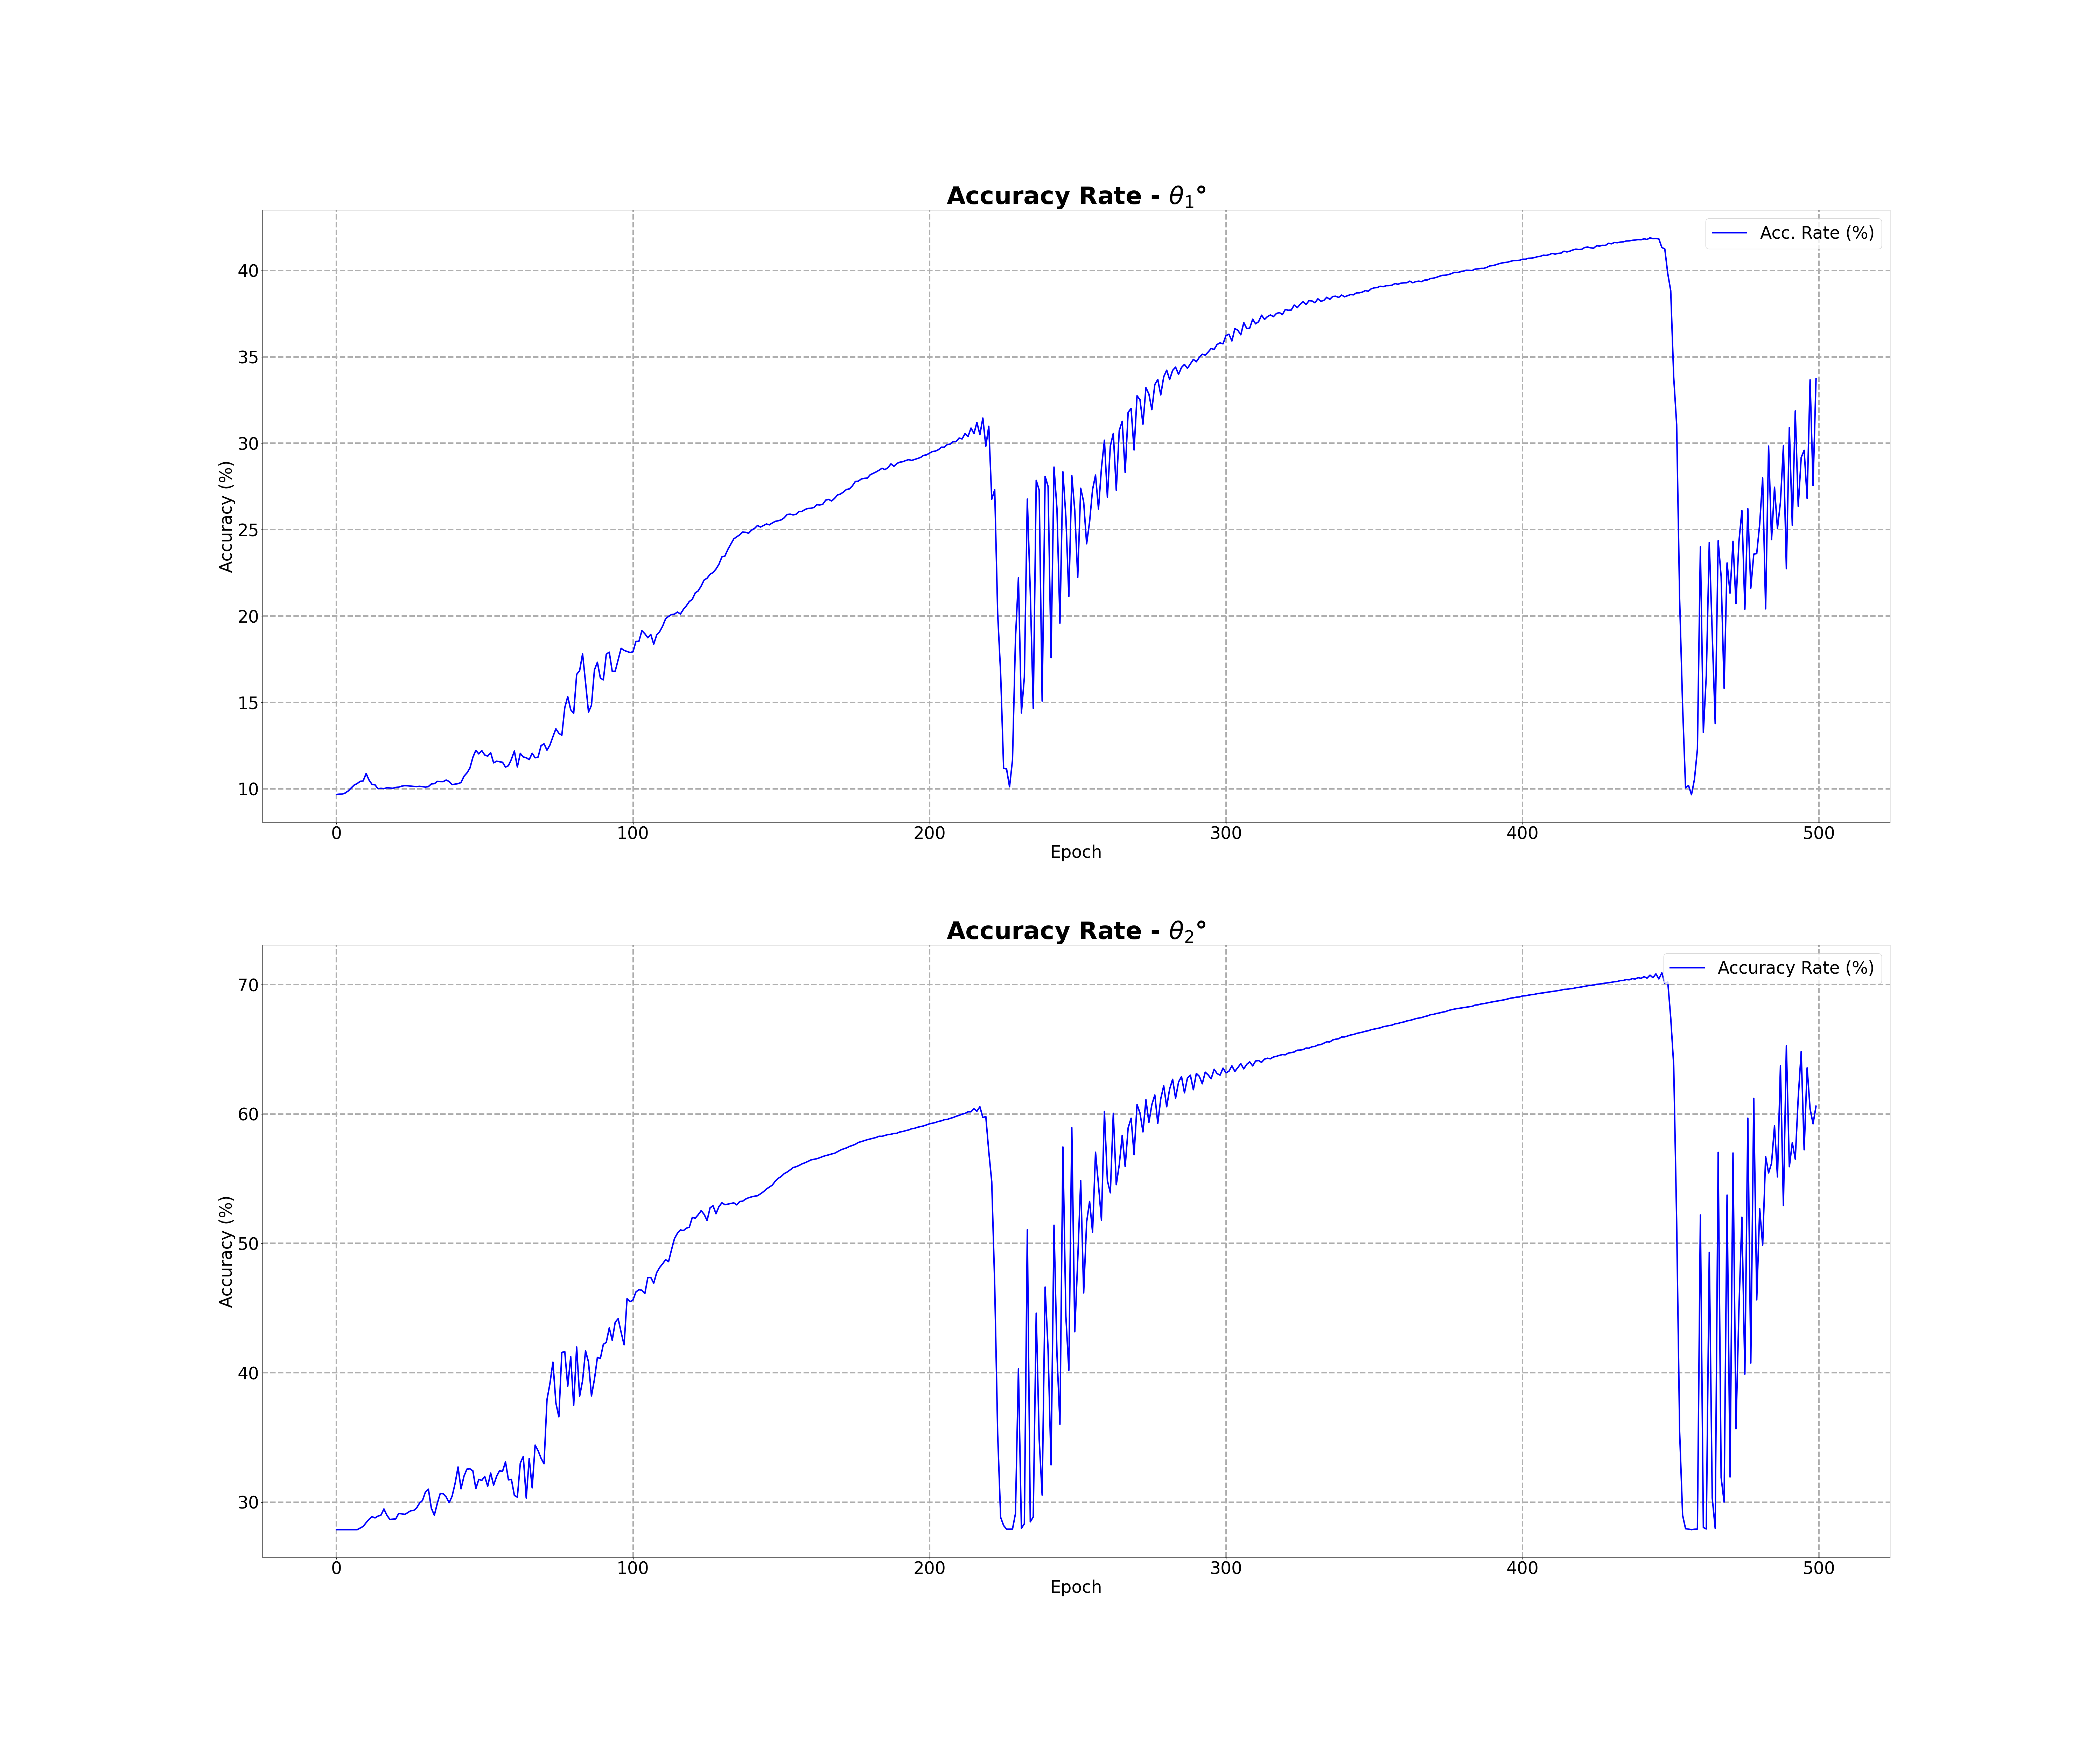 Accuracy Rate - θ₁°
Acc. Rate (%)
Accuracy (%)
40
35
30
25
20
15
10
0 100 200 300 400 500
Epoch
Accuracy Rate - θ₂°
Accuracy Rate (%)
Accuracy (%)
70
60
50
40
30
0 100 200 300 400 500
Epoch